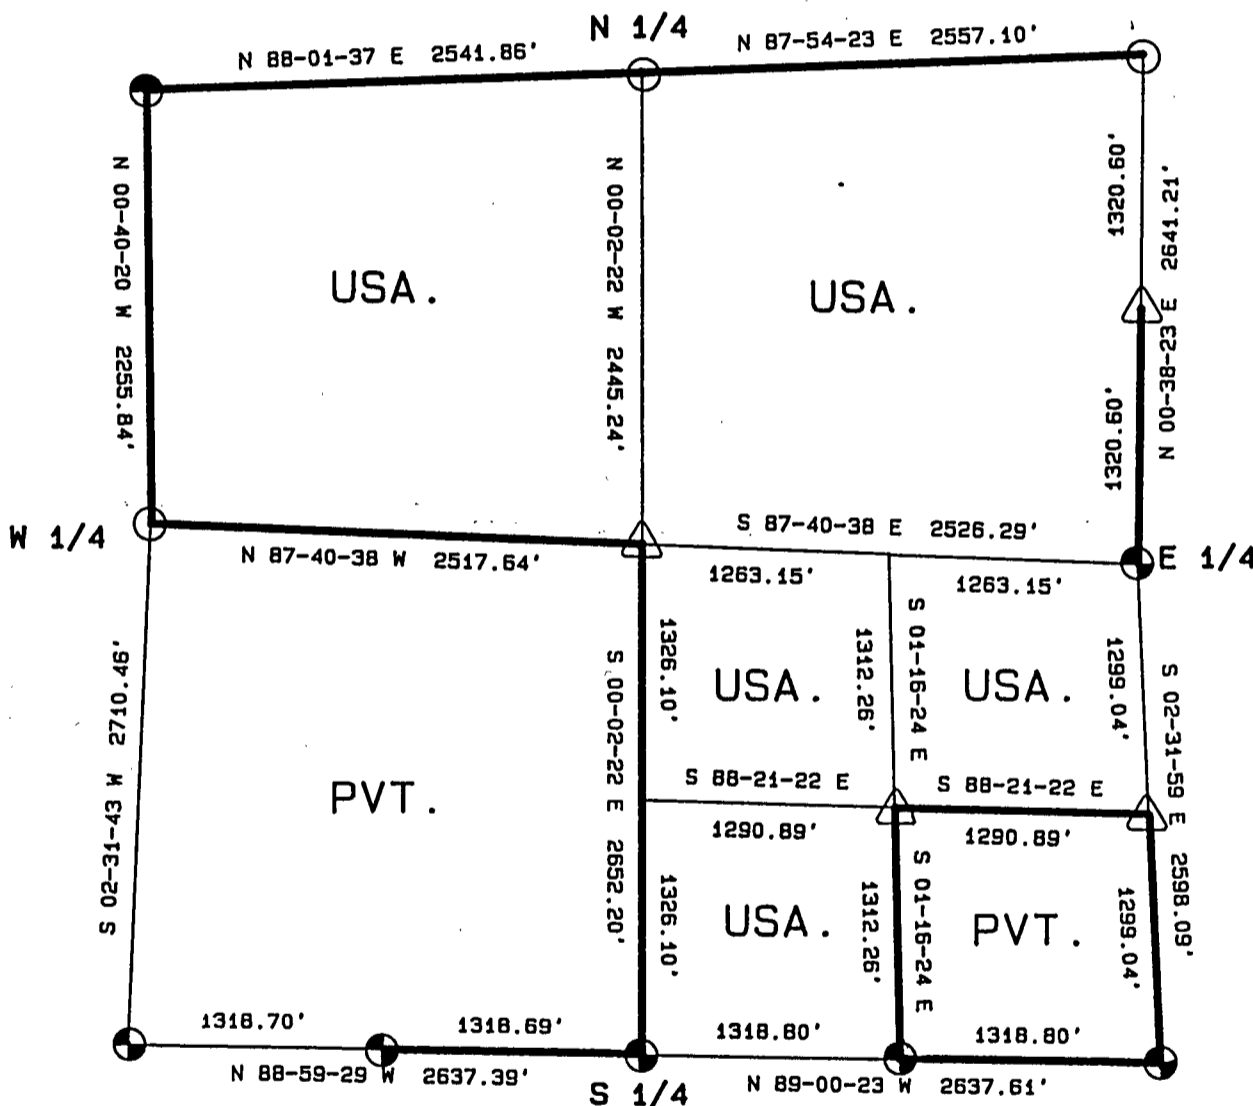 N 1/4
N 88-01-37 E 2541.86'
N 87-54-23 E 2557.10'
N 00-40-20 W 2255.84'
N 00-02-22 W 2445.24'
1320.60'
N 00-38-23 E 2641.21'
USA.
USA.
1320.60'
W 1/4
N 87-40-38 W 2517.64'
S 87-40-38 E 2526.29'
E 1/4
1263.15'
1263.15'
S 02-31-43 W 2710.46'
S 00-02-22 E 2652.20'
1326.10'
1312.26'
S 01-16-24 E
1299.04'
S 02-31-59 E 2598.09'
USA.
USA.
PVT.
S 88-21-22 E
S 88-21-22 E
1290.89'
1290.89'
1326.10'
1312.26'
S 01-16-24 E
1299.04'
USA.
PVT.
1318.70'
1318.69'
1318.80'
1318.80'
N 88-59-29 W 2637.39'
S 1/4
N 89-00-23 W 2637.61'